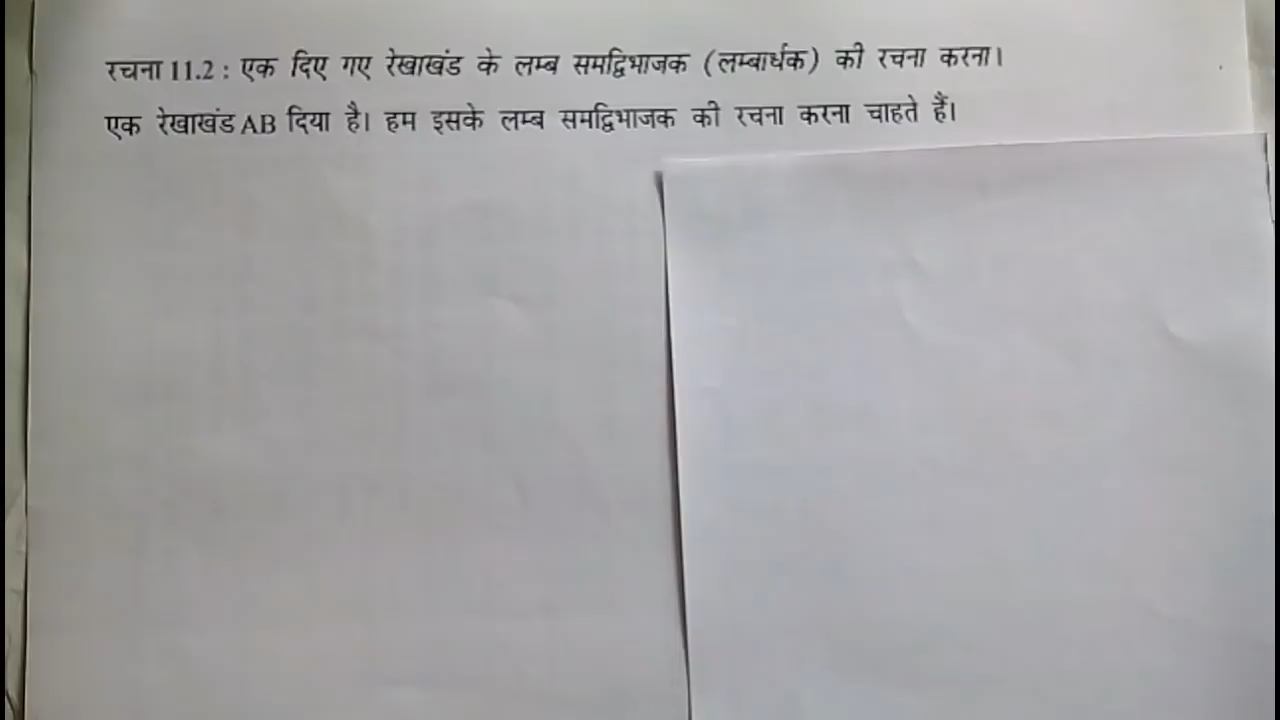 रचना 11.2 : एक दिए गए रेखाखंड के लम्ब समद्विभाजक (लम्बार्धक) की रचना करना।
एक रेखाखंड AB दिया है। हम इसके लम्ब समद्विभाजक की रचना करना चाहते हैं।